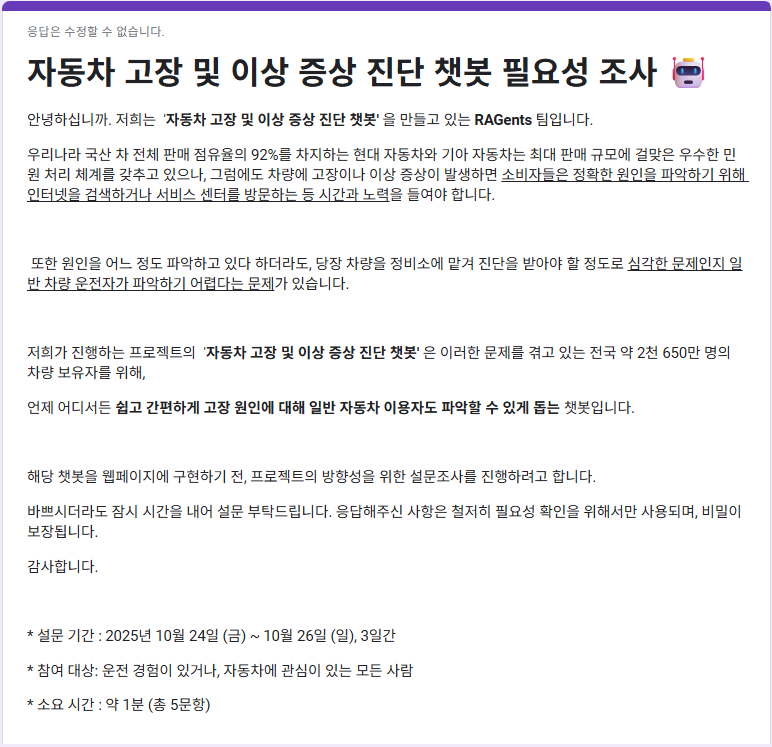 응답은 수정할 수 없습니다.
자동차 고장 및 이상 증상 진단 챗봇 필요성 조사 🤖
안녕하십니까. 저희는 '자동차 고장 및 이상 증상 진단 챗봇' 을 만들고 있는 RAGents 팀입니다.
우리나라 국산 차 전체 판매 점유율의 92%를 차지하는 현대 자동차와 기아 자동차는 최대 판매 규모에 걸맞은 우수한 민
원 처리 체계를 갖추고 있으나, 그럼에도 차량에 고장이나 이상 증상이 발생하면 소비자들은 정확한 원인을 파악하기 위해
인터넷을 검색하거나 서비스 센터를 방문하는 등 시간과 노력을 들여야 합니다.
또한 원인을 어느 정도 파악하고 있다 하더라도, 당장 차량을 정비소에 맡겨 진단을 받아야 할 정도로 심각한 문제인지 일
반 차량 운전자가 파악하기 어렵다는 문제가 있습니다.
저희가 진행하는 프로젝트의 '자동차 고장 및 이상 증상 진단 챗봇' 은 이러한 문제를 겪고 있는 전국 약 2천 650만 명의
차량 보유자를 위해,
언제 어디서든 쉽고 간편하게 고장 원인에 대해 일반 자동차 이용자도 파악할 수 있게 돕는 챗봇입니다.
해당 챗봇을 웹페이지에 구현하기 전, 프로젝트의 방향성을 위한 설문조사를 진행하려고 합니다.
바쁘시더라도 잠시 시간을 내어 설문 부탁드립니다. 응답해주신 사항은 철저히 필요성 확인을 위해서만 사용되며, 비밀이
보장됩니다.
감사합니다.
* 설문 기간 : 2025년 10월 24일 (금) ~ 10월 26일 (일), 3일간
* 참여 대상: 운전 경험이 있거나, 자동차에 관심이 있는 모든 사람
* 소요 시간 : 약 1분 (총 5문항)